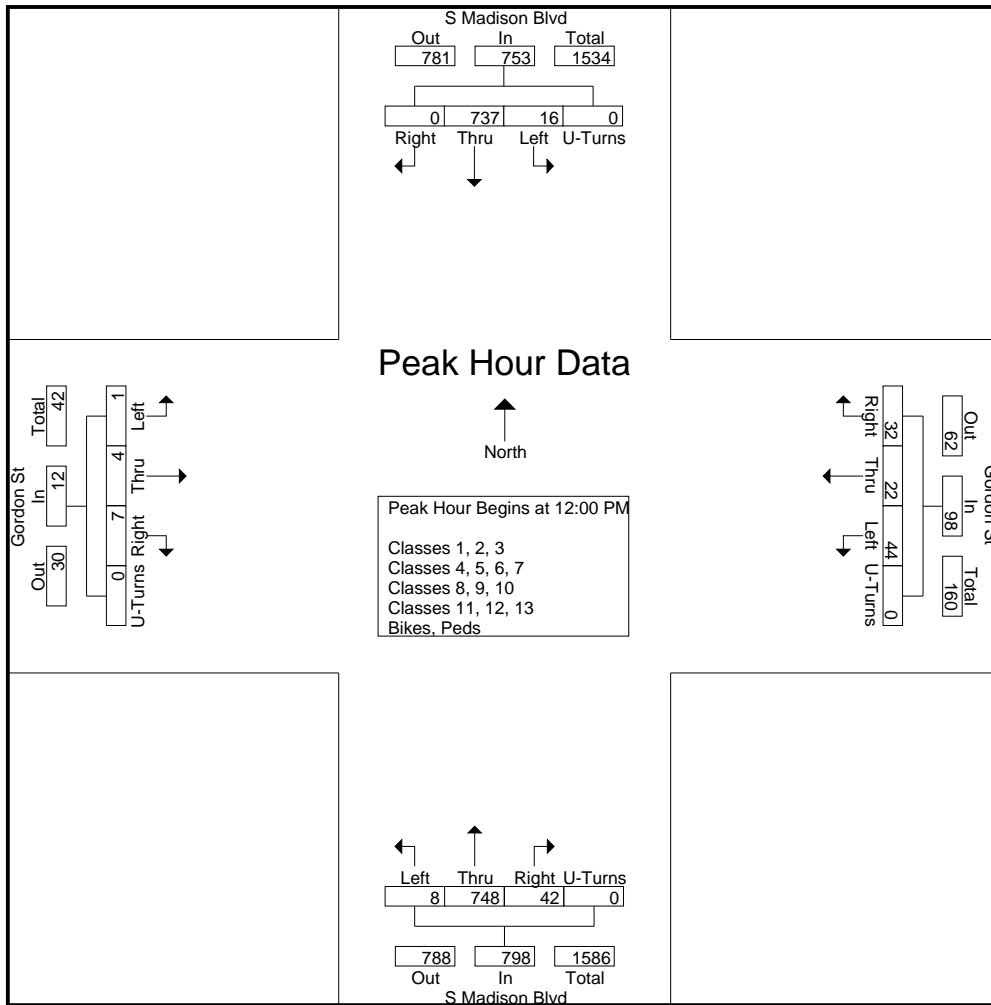 S Madison Blvd
Out In Total
781 753 1534
0 737 16 0
Right Thru Left U-Turns
Peak Hour Data
North
Peak Hour Begins at 12:00 PM
Classes 1, 2, 3
Classes 4, 5, 6, 7
Classes 8, 9, 10
Classes 11, 12, 13
Bikes, Peds
Gordon St
Total In Out
42 12 30
1 4 7 0
Left Thru Right U-Turns
Gordon St
Out In Total
62 98 160
32 22 44 0
Right Thru Left U-Turns
Left Thru Right U-Turns
8 748 42 0
788 798 1586
Out In Total
S Madison Blvd